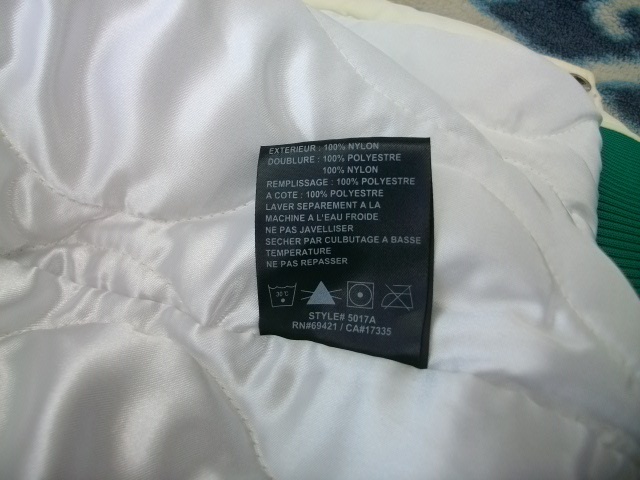 EXTERIEUR : 100% NYLON
DOUBLURE : 100% POLYESTRE
100% NYLON
REMPLISSAGE : 100% POLYESTRE
A COTE : 100% POLYESTRE
LAVER SEPAREMENT A LA
MACHINE A L'EAU FROIDE
NE PAS JAVELLISER
SECHER PAR CULBUTAGE A BASSE
TEMPERATURE
NE PAS REPASSER
30°C
STYLE# 5017A
RN#69421 / CA#17335